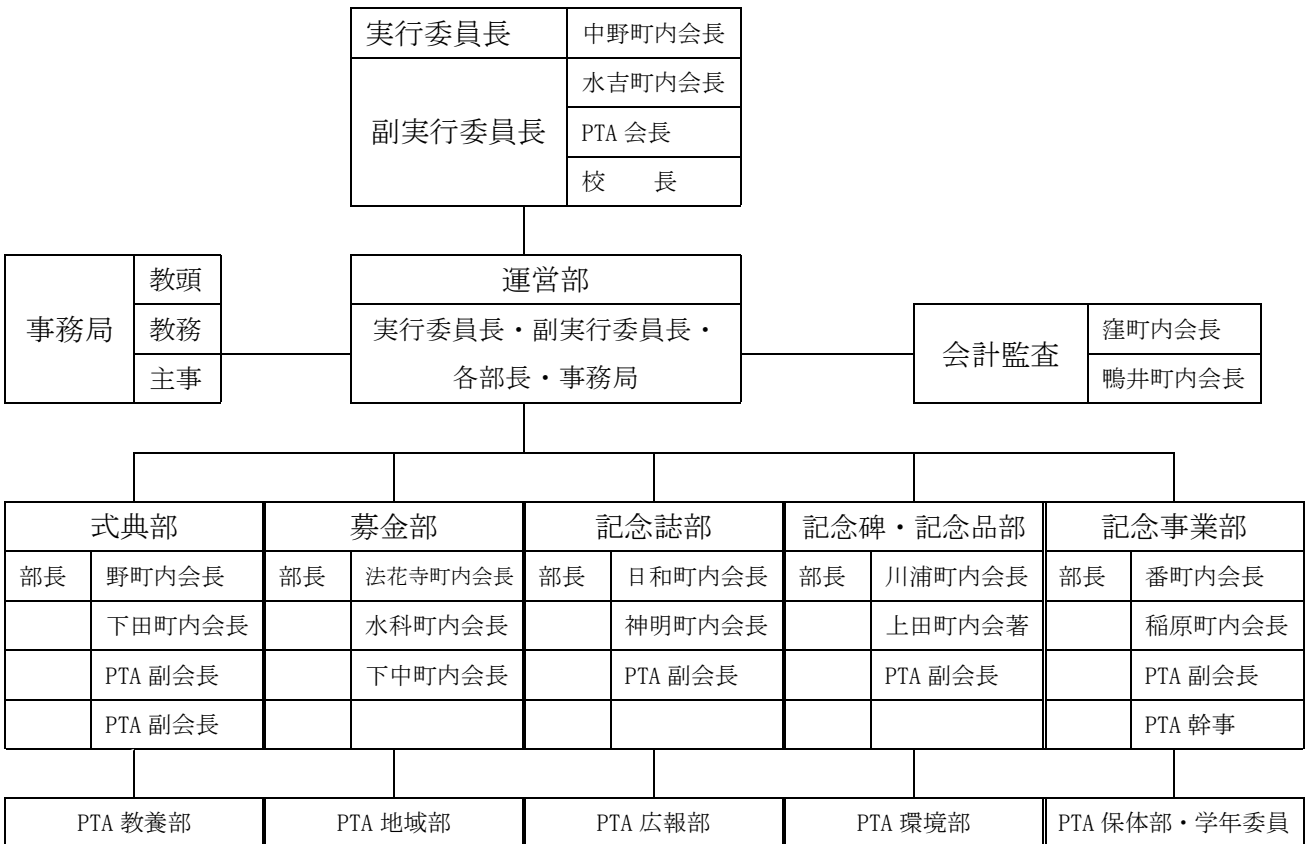 実行委員長 中野町内会長
副実行委員長 水吉町内会長
PTA 会長
校　　長
事務局 教頭
教務
主事
運営部
実行委員長・副実行委員長・
各部長・事務局
会計監査 窪町内会長
鴨井町内会長
式典部 募金部 記念誌部 記念碑・記念品部 記念事業部
部長 野町内会長 部長 法花寺町内会長 部長 日和町内会長 部長 川浦町内会長 部長 番町内会長
下田町内会長 水科町内会長 神明町内会長 上田町内会著 稲原町内会長
PTA 副会長 下中町内会長 PTA 副会長 PTA 副会長 PTA 副会長
PTA 副会長 PTA 幹事
PTA 教養部 PTA 地域部 PTA 広報部 PTA 環境部 PTA 保体部・学年委員